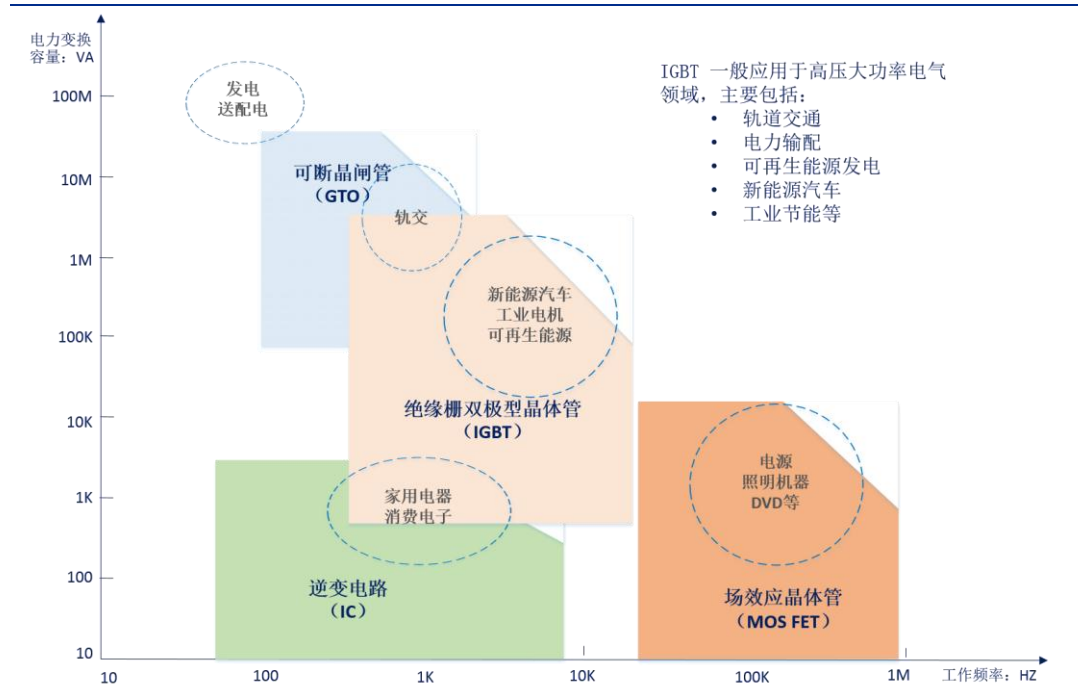 电力变换
容量：VA
100M
10M
1M
100K
10K
1K
100
10
发电
送配电
可断晶闸管
（GTO）
轨交
新能源汽车
工业电机
可再生能源
绝缘栅双极型晶体管
（IGBT）
家用电器
消费电子
逆变电路
（IC）
电源
照明机器
DVD等
场效应晶体管
（MOS FET）
IGBT 一般应用于高压大功率电气
领域，主要包括：
• 轨道交通
• 电力输配
• 可再生能源发电
• 新能源汽车
• 工业节能等
10
100
1K
10K
100K
1M
工作频率：HZ